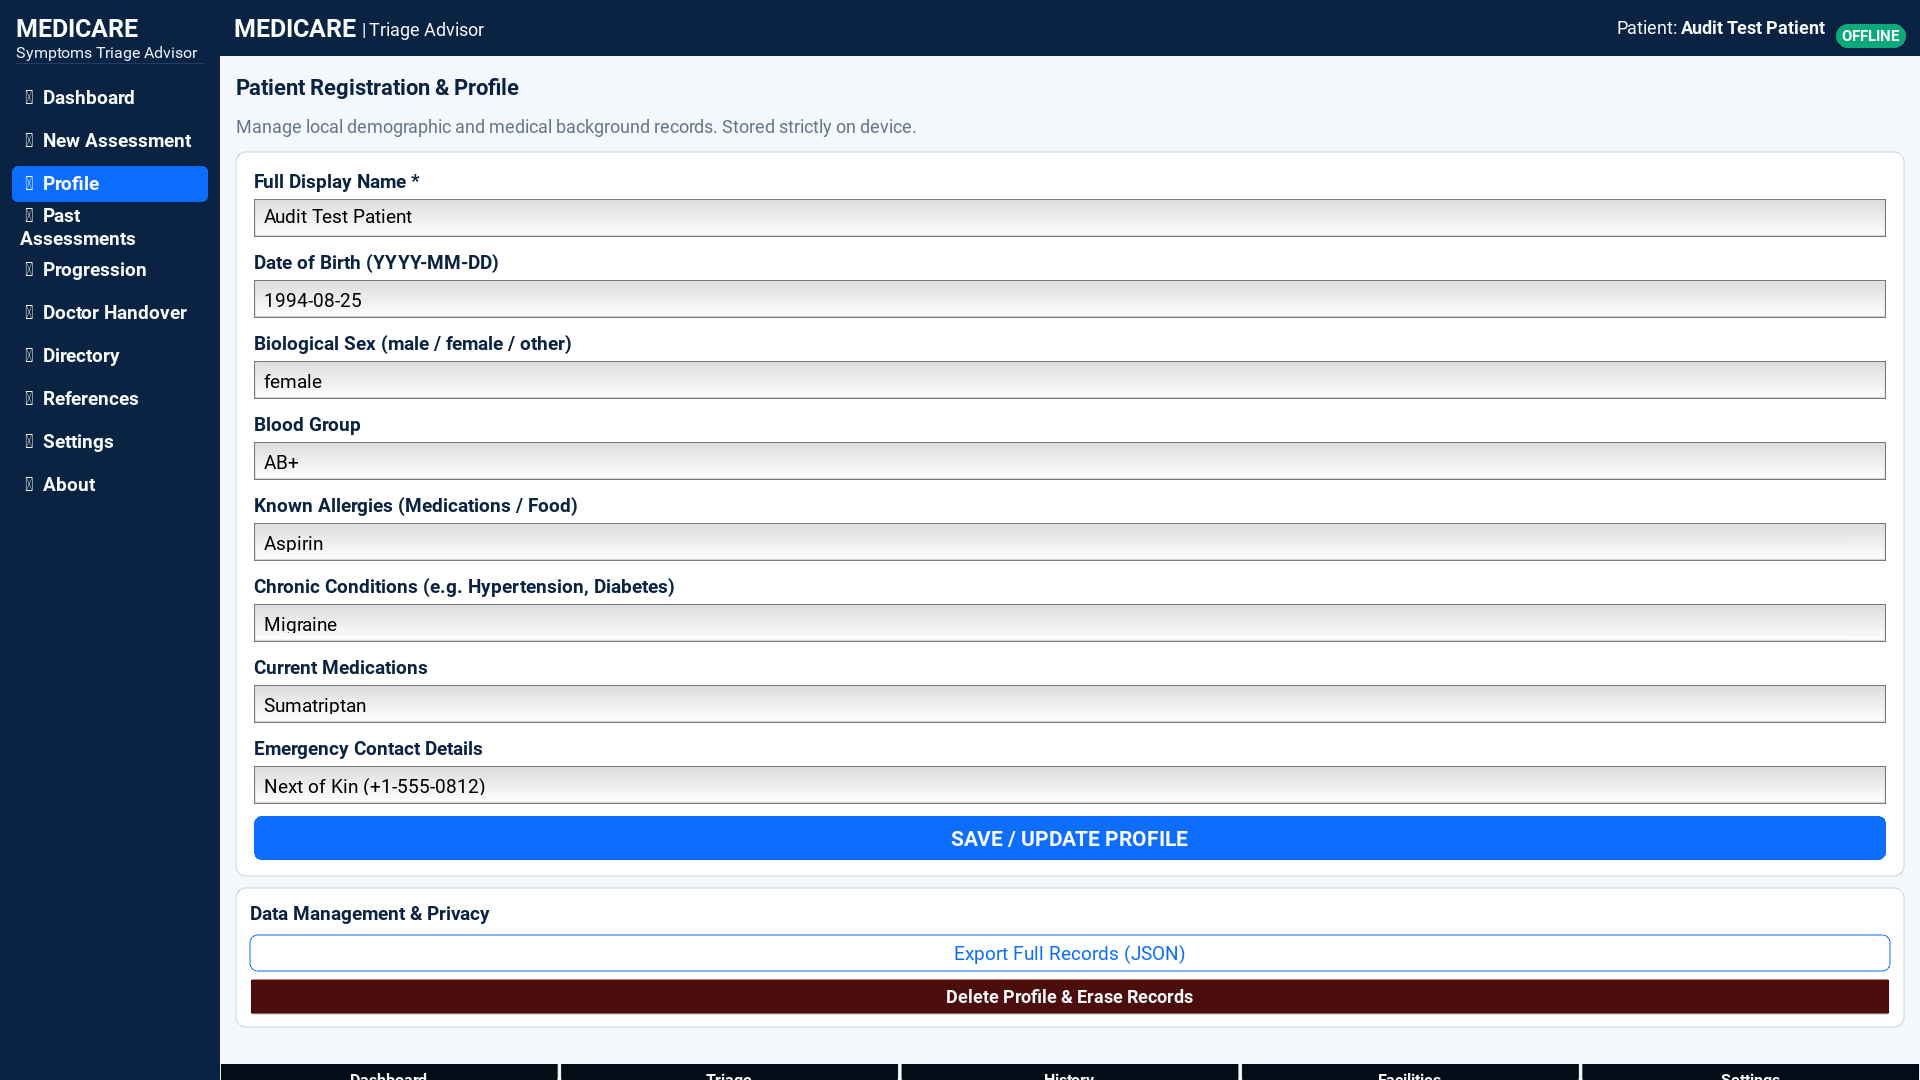 MEDICARE
Symptoms Triage Advisor
Dashboard
New Assessment
Profile
Past
Assessments
Progression
Doctor Handover
Directory
References
Settings
About
MEDICARE | Triage Advisor
Patient: Audit Test Patient
OFFLINE
Patient Registration & Profile
Manage local demographic and medical background records. Stored strictly on device.
Full Display Name *
Audit Test Patient
Date of Birth (YYYY-MM-DD)
1994-08-25
Biological Sex (male / female / other)
female
Blood Group
AB+
Known Allergies (Medications / Food)
Aspirin
Chronic Conditions (e.g. Hypertension, Diabetes)
Migraine
Current Medications
Sumatriptan
Emergency Contact Details
Next of Kin (+1-555-0812)
SAVE / UPDATE PROFILE
Data Management & Privacy
Export Full Records (JSON)
Delete Profile & Erase Records
Dashboard
Triage
History
Facilities
Settings